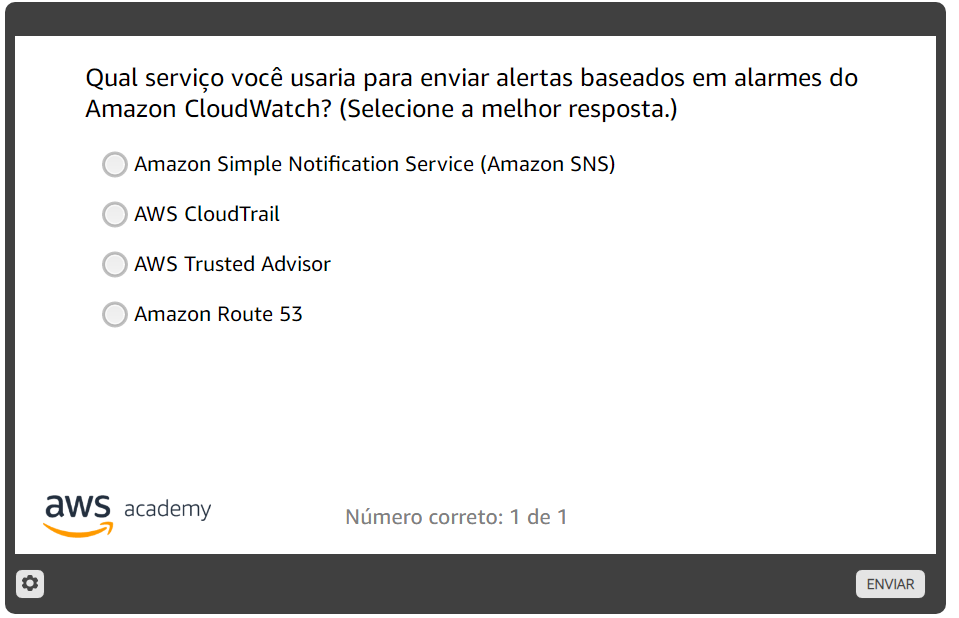 Qual serviço você usaria para enviar alertas baseados em alarmes do
Amazon CloudWatch? (Selecione a melhor resposta.)
Amazon Simple Notification Service (Amazon SNS)
AWS CloudTrail
AWS Trusted Advisor
Amazon Route 53
aws academy
Número correto: 1 de 1
ENVIAR